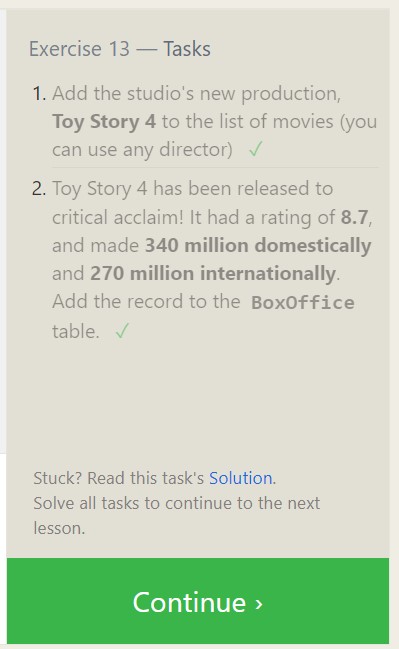 Exercise 13 — Tasks
1. Add the studio's new production,
Toy Story 4 to the list of movies (you
can use any director) ✓
2. Toy Story 4 has been released to
critical acclaim! It had a rating of 8.7,
and made 340 million domestically
and 270 million internationally.
Add the record to the BoxOffice
table. ✓
Stuck? Read this task's Solution.
Solve all tasks to continue to the next
lesson.
Continue ›